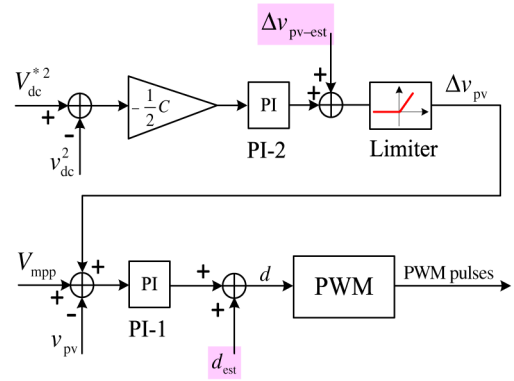 Δv_pv–est
V_dc^*2
+
-
v_dc^2
-1/2 C
PI
PI-2
+
+
Limiter
Δv_pv
V_mpp
+
+
-
v_pv
PI
PI-1
+
+
d_est
d
PWM
PWM pulses